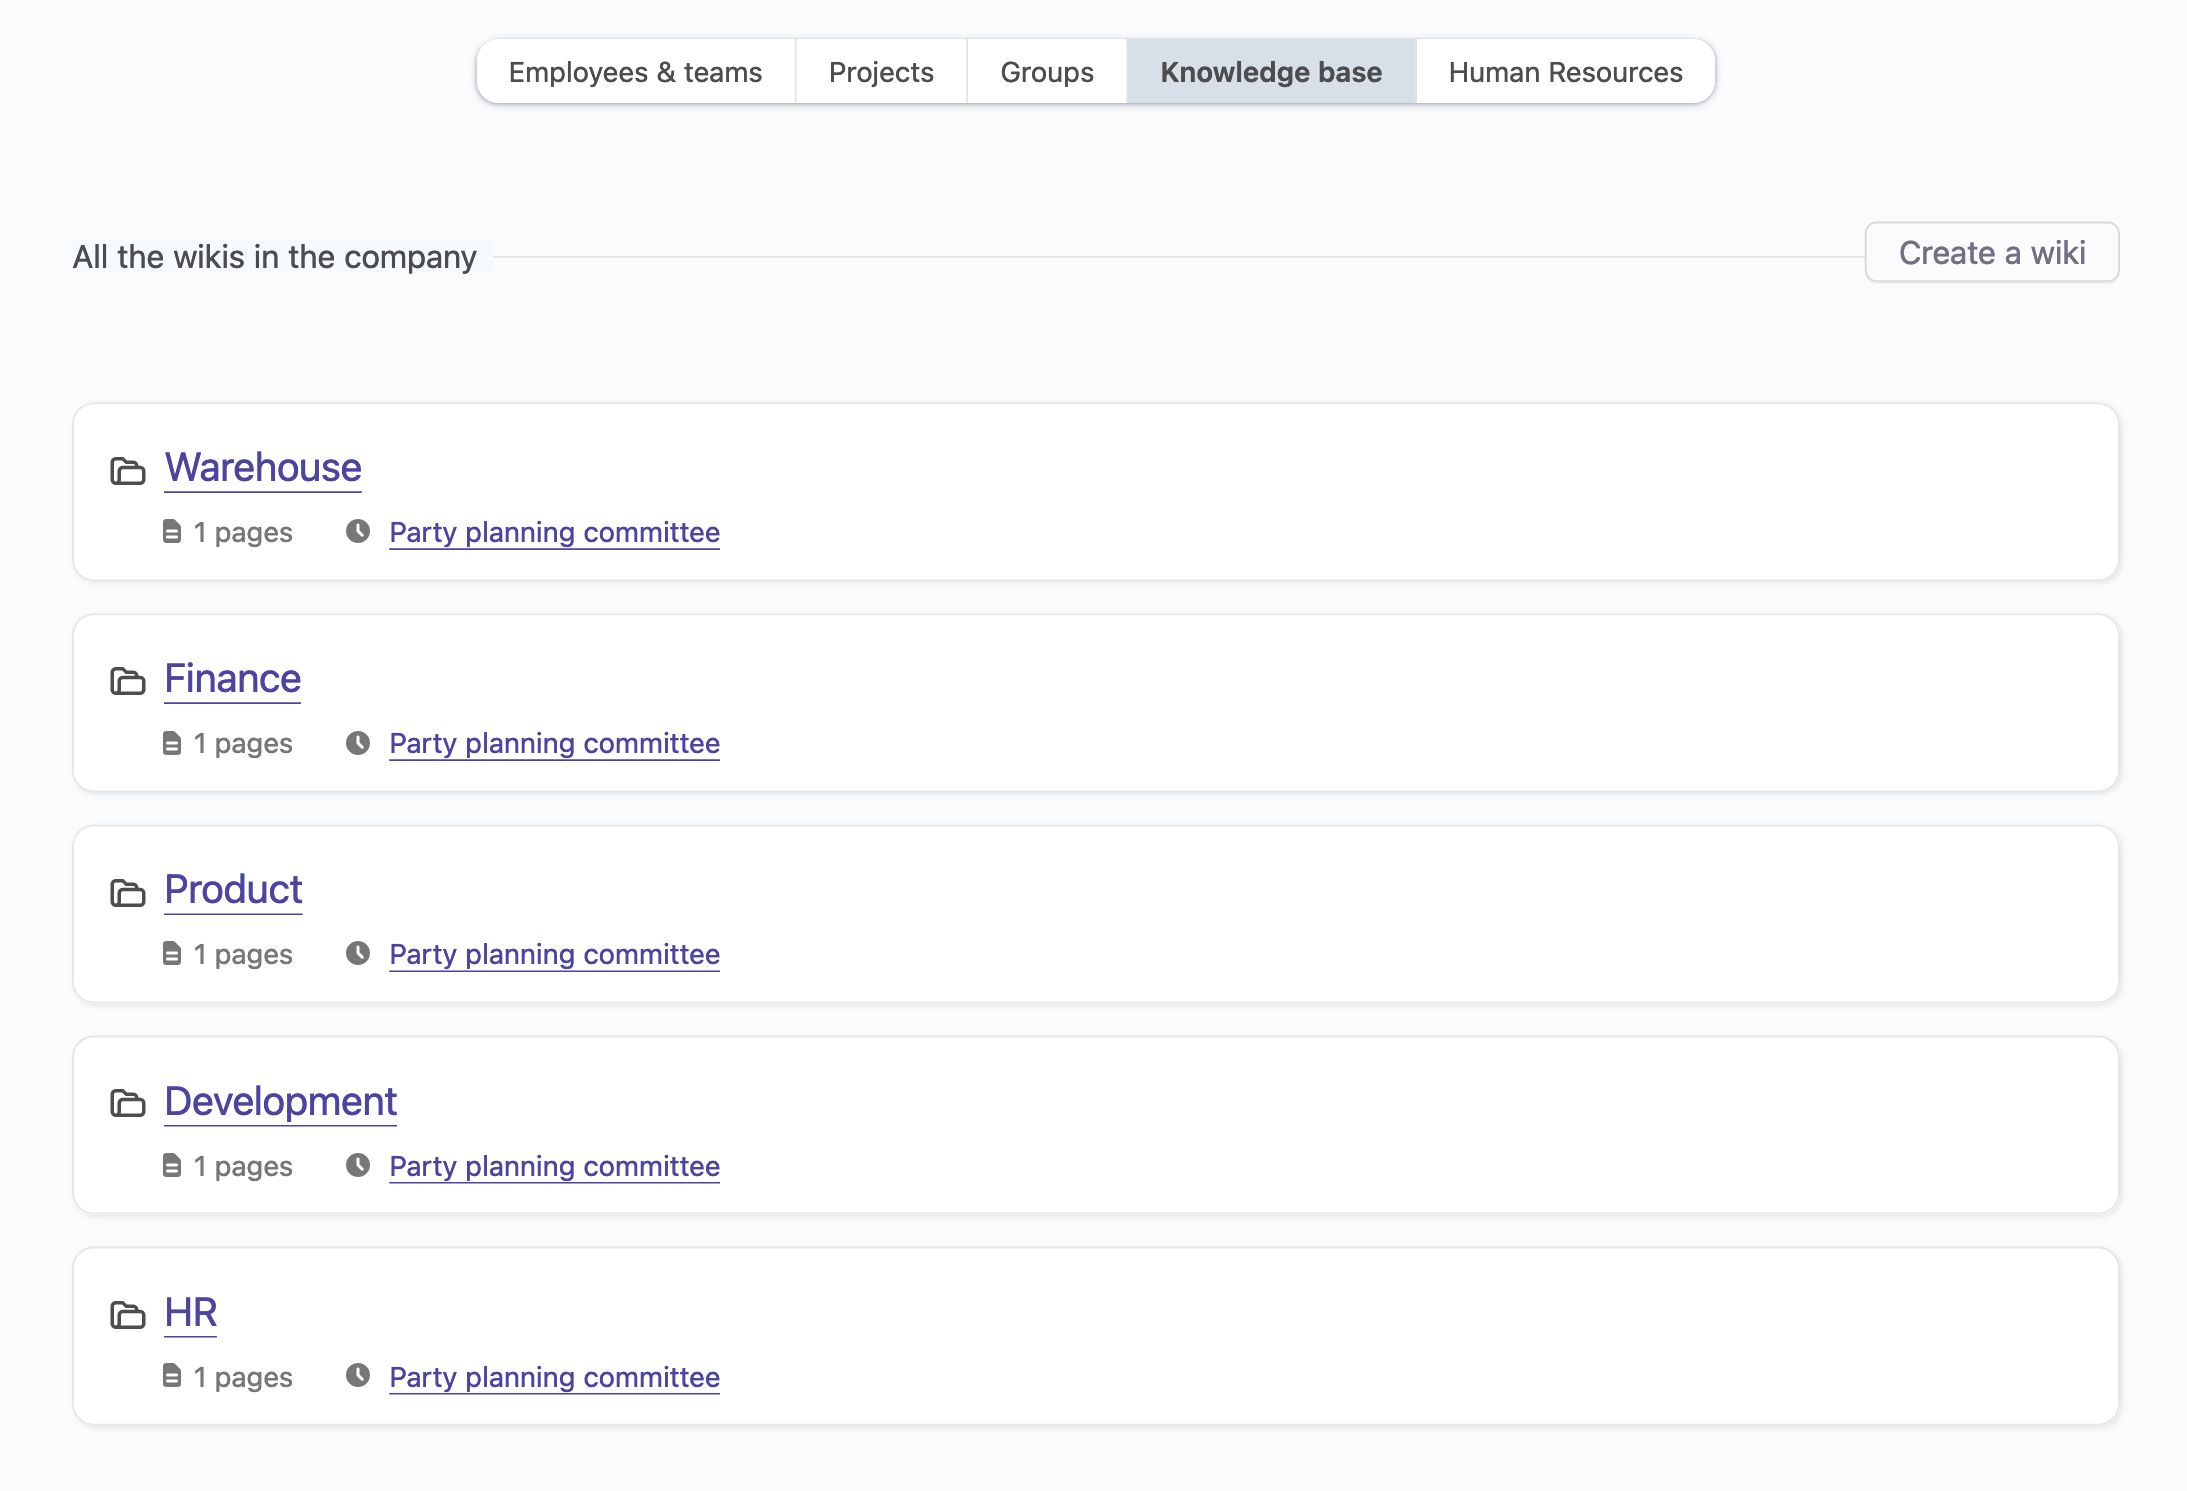 Employees & teams Projects Groups Knowledge base Human Resources
All the wikis in the company Create a wiki
Warehouse
1 pages Party planning committee
Finance
1 pages Party planning committee
Product
1 pages Party planning committee
Development
1 pages Party planning committee
HR
1 pages Party planning committee